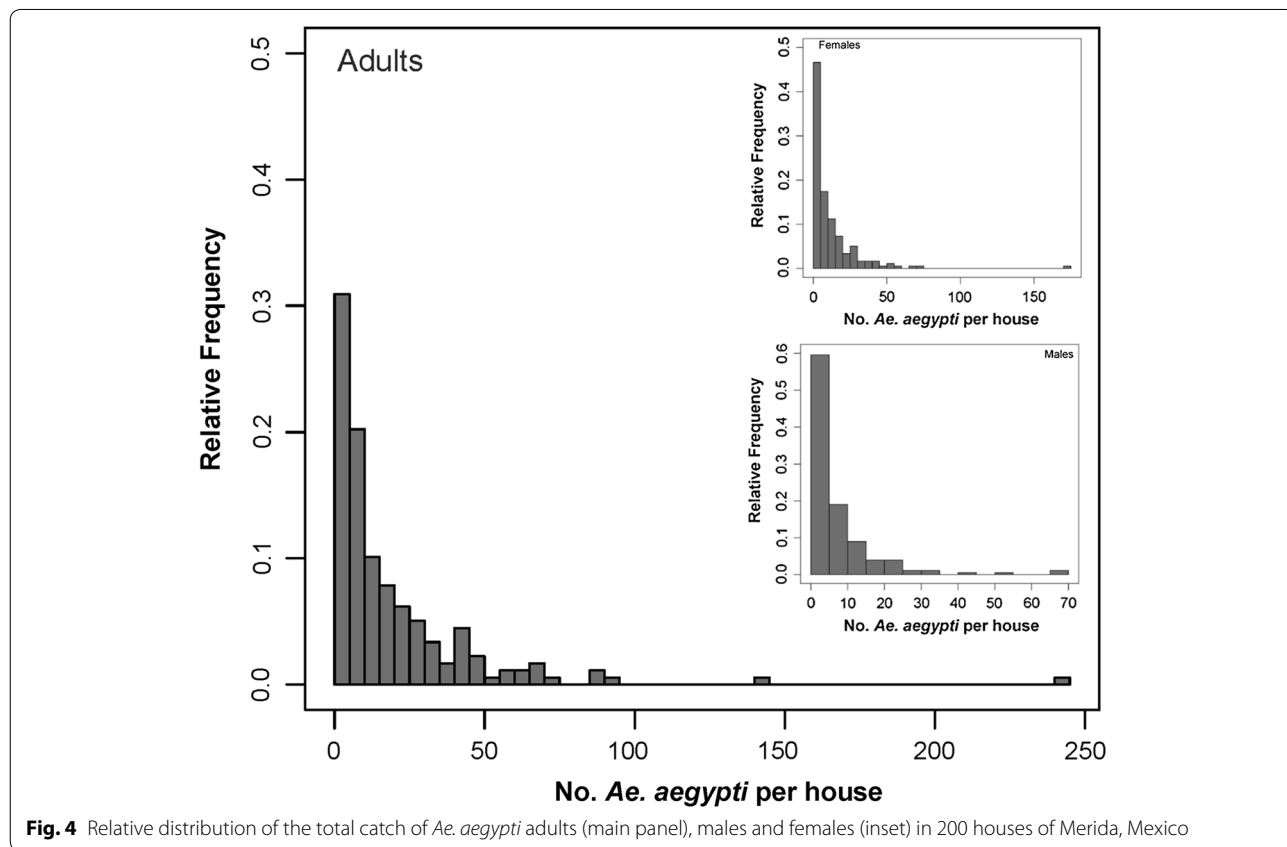 Adults
Relative Frequency
0.5
0.4
0.3
0.2
0.1
0.0
0 50 100 150 200 250
No. Ae. aegypti per house
Females
Relative Frequency
0.5
0.4
0.3
0.2
0.1
0.0
0 50 100 150
No. Ae. aegypti per house
Males
Relative Frequency
0.6
0.5
0.4
0.3
0.2
0.1
0.0
0 10 20 30 40 50 60 70
No. Ae. aegypti per house
Fig. 4 Relative distribution of the total catch of Ae. aegypti adults (main panel), males and females (inset) in 200 houses of Merida, Mexico